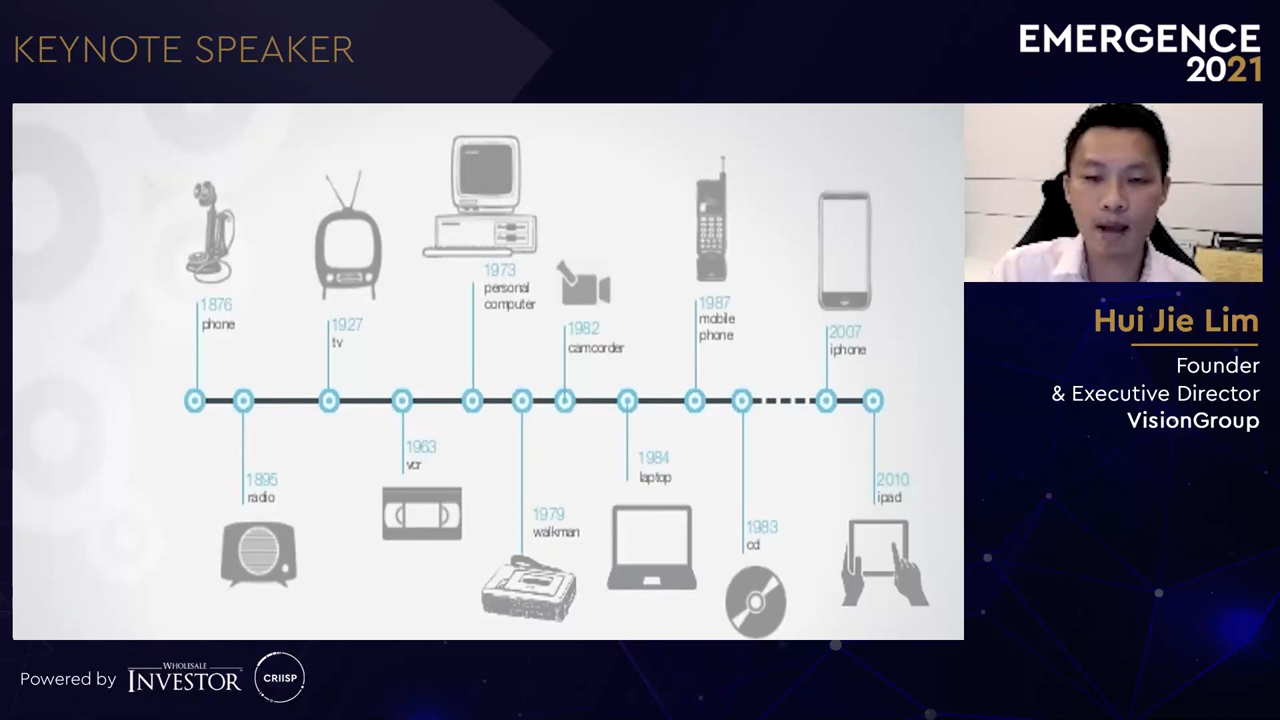 KEYNOTE SPEAKER
EMERGENCE
2021
1876
phone
1895
radio
1927
tv
1963
vcr
1973
personal
computer
1979
walkman
1982
camcorder
1984
laptop
1987
mobile
phone
1983
cd
2007
iphone
2010
ipad
Hui Jie Lim
Founder
& Executive Director
VisionGroup
Powered by
WHOLESALE
INVESTOR
CRIISP